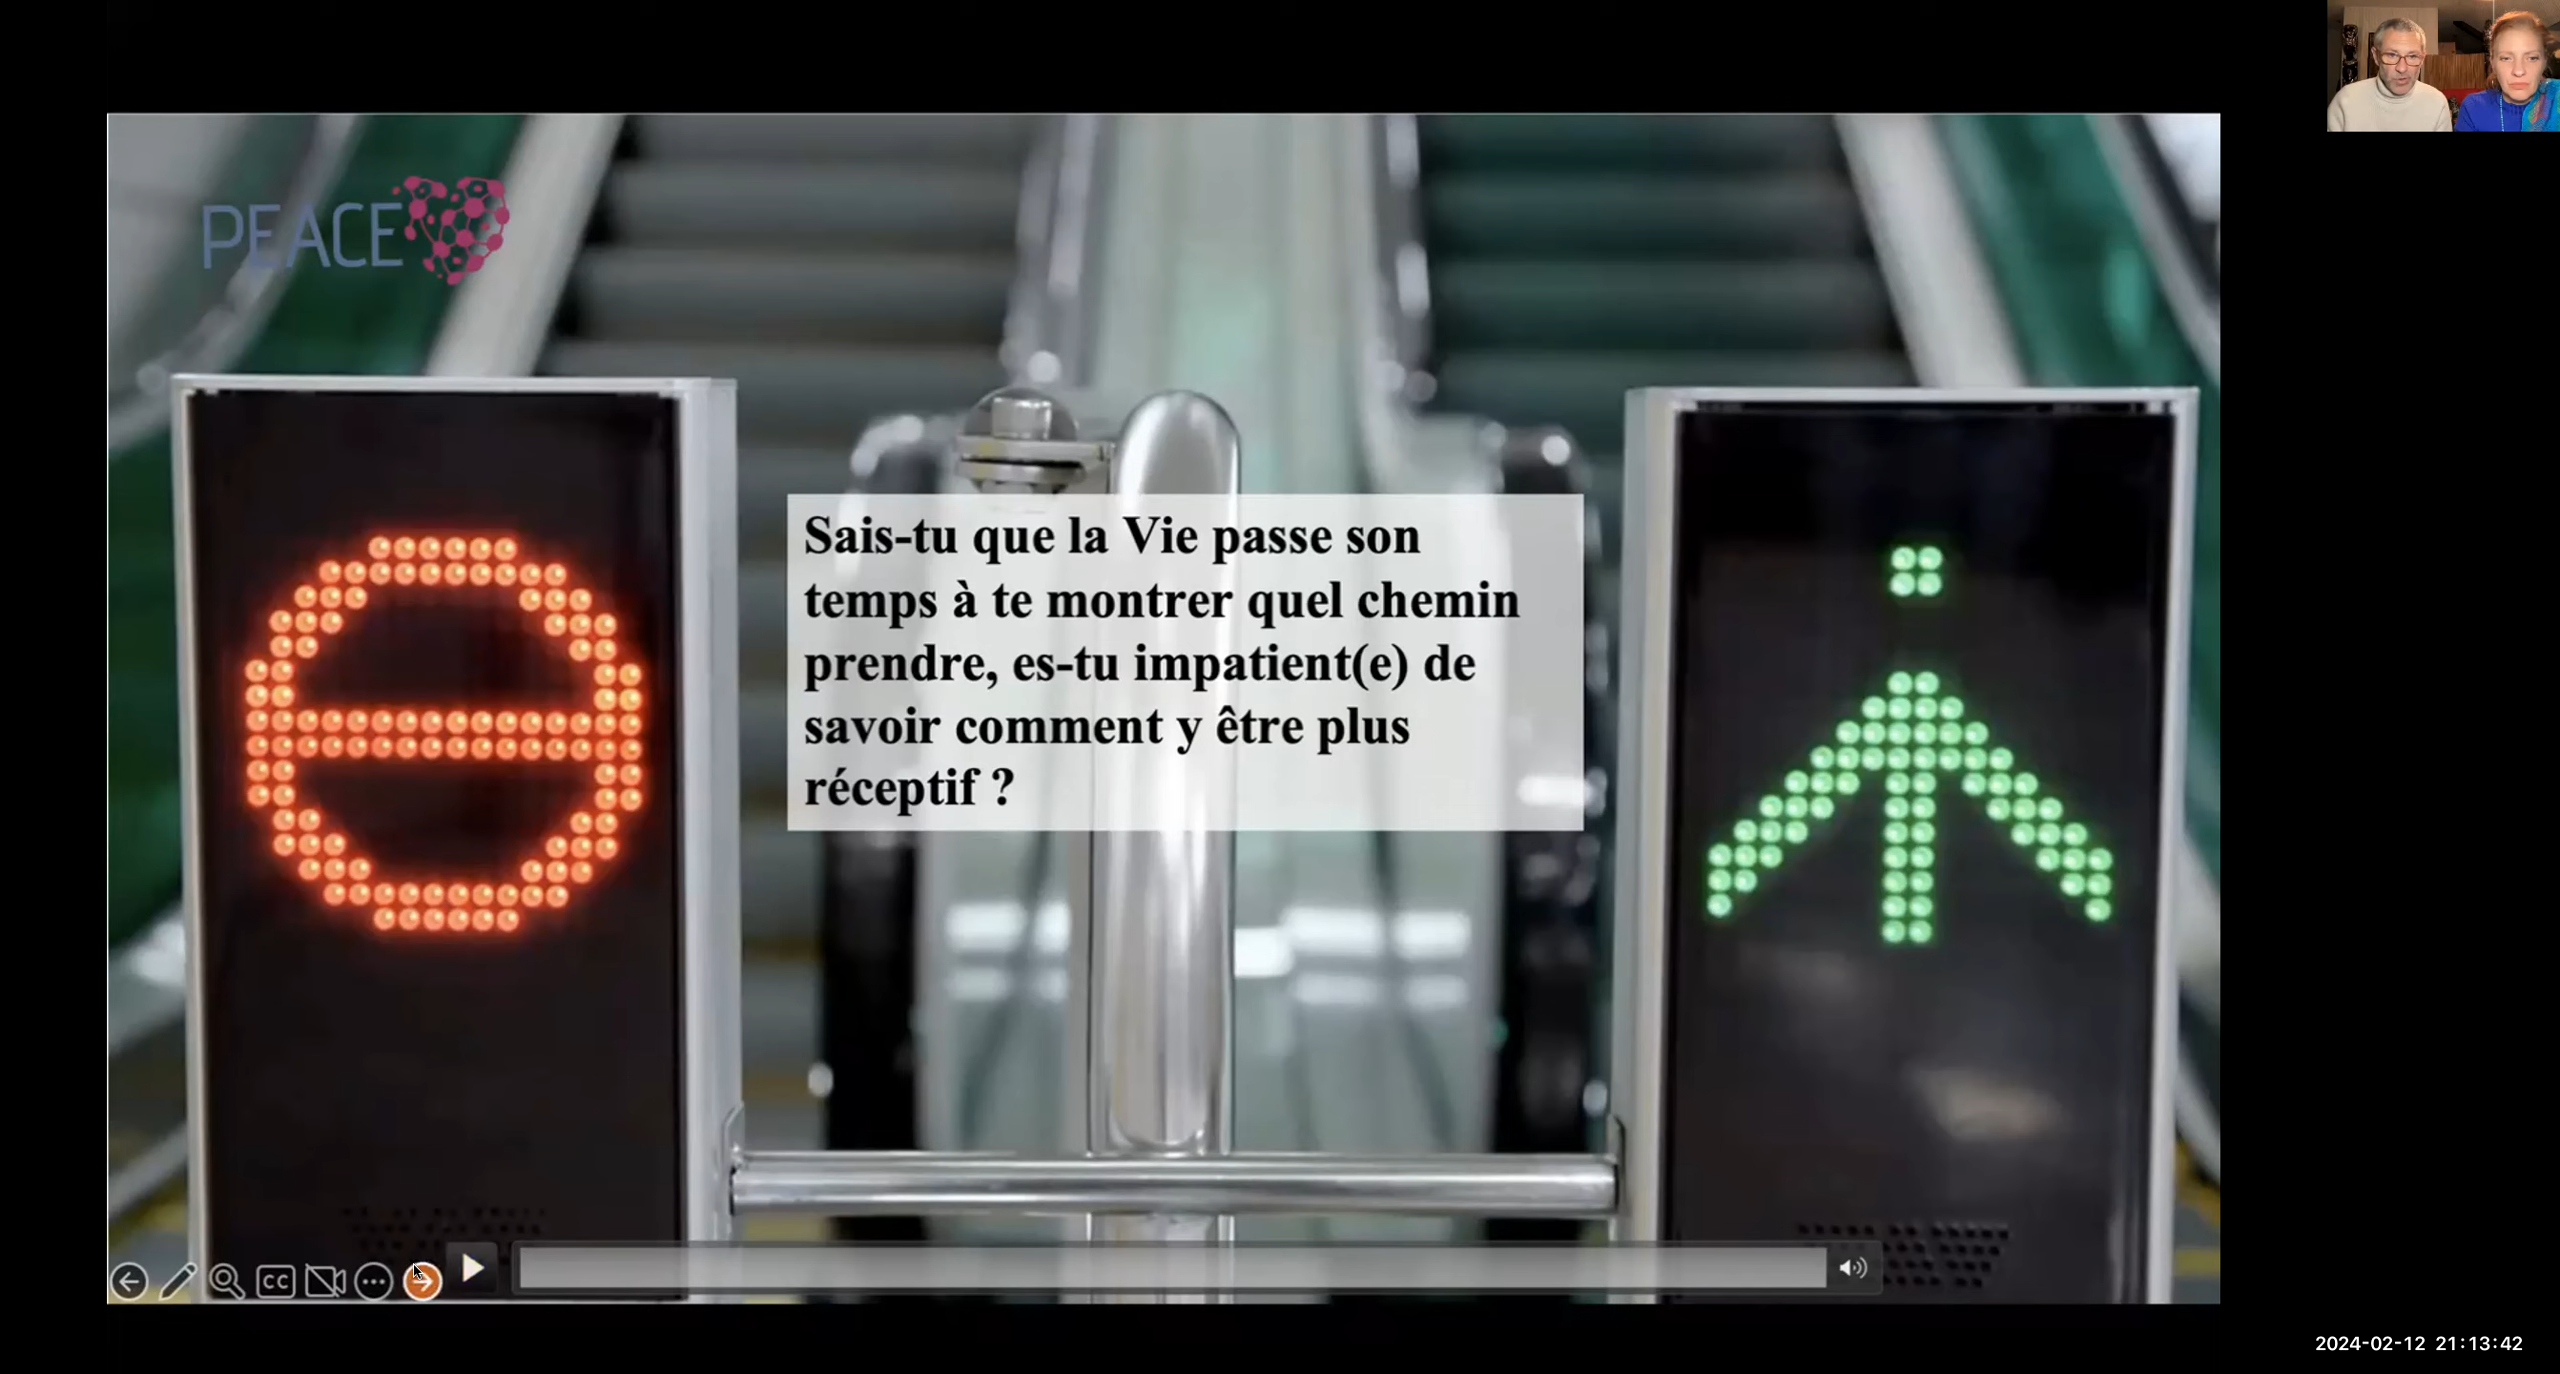 PEACE
Sais-tu que la Vie passe son
temps à te montrer quel chemin
prendre, es-tu impatient(e) de
savoir comment y être plus
réceptif ?
CC
2024-02-12 21:13:42